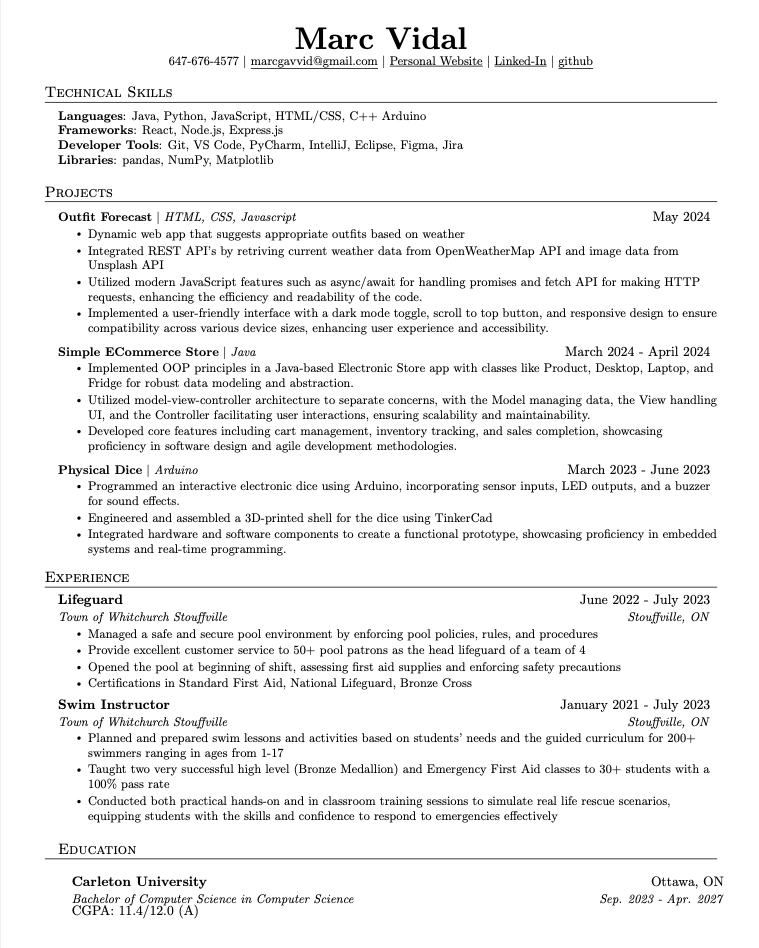 Marc Vidal
647-676-4577 | marcgavvid@gmail.com | Personal Website | Linked-In | github
Technical Skills
Languages: Java, Python, JavaScript, HTML/CSS, C++ Arduino
Frameworks: React, Node.js, Express.js
Developer Tools: Git, VS Code, PyCharm, IntelliJ, Eclipse, Figma, Jira
Libraries: pandas, NumPy, Matplotlib
Projects
Outfit Forecast | HTML, CSS, Javascript May 2024
• Dynamic web app that suggests appropriate outfits based on weather
• Integrated REST API's by retriving current weather data from OpenWeatherMap API and image data from
Unsplash API
• Utilized modern JavaScript features such as async/await for handling promises and fetch API for making HTTP
requests, enhancing the efficiency and readability of the code.
• Implemented a user-friendly interface with a dark mode toggle, scroll to top button, and responsive design to ensure
compatibility across various device sizes, enhancing user experience and accessibility.
Simple ECommerce Store | Java March 2024 - April 2024
• Implemented OOP principles in a Java-based Electronic Store app with classes like Product, Desktop, Laptop, and
Fridge for robust data modeling and abstraction.
• Utilized model-view-controller architecture to separate concerns, with the Model managing data, the View handling
UI, and the Controller facilitating user interactions, ensuring scalability and maintainability.
• Developed core features including cart management, inventory tracking, and sales completion, showcasing
proficiency in software design and agile development methodologies.
Physical Dice | Arduino March 2023 - June 2023
• Programmed an interactive electronic dice using Arduino, incorporating sensor inputs, LED outputs, and a buzzer
for sound effects.
• Engineered and assembled a 3D-printed shell for the dice using TinkerCad
• Integrated hardware and software components to create a functional prototype, showcasing proficiency in embedded
systems and real-time programming.
Experience
Lifeguard June 2022 - July 2023
Town of Whitchurch Stouffville Stouffville, ON
• Managed a safe and secure pool environment by enforcing pool policies, rules, and procedures
• Provide excellent customer service to 50+ pool patrons as the head lifeguard of a team of 4
• Opened the pool at beginning of shift, assessing first aid supplies and enforcing safety precautions
• Certifications in Standard First Aid, National Lifeguard, Bronze Cross
Swim Instructor January 2021 - July 2023
Town of Whitchurch Stouffville Stouffville, ON
• Planned and prepared swim lessons and activities based on students' needs and the guided curriculum for 200+
swimmers ranging in ages from 1-17
• Taught two very successful high level (Bronze Medallion) and Emergency First Aid classes to 30+ students with a
100% pass rate
• Conducted both practical hands-on and in classroom training sessions to simulate real life rescue scenarios,
equipping students with the skills and confidence to respond to emergencies effectively
Education
Carleton University Ottawa, ON
Bachelor of Computer Science in Computer Science Sep. 2023 - Apr. 2027
CGPA: 11.4/12.0 (A)